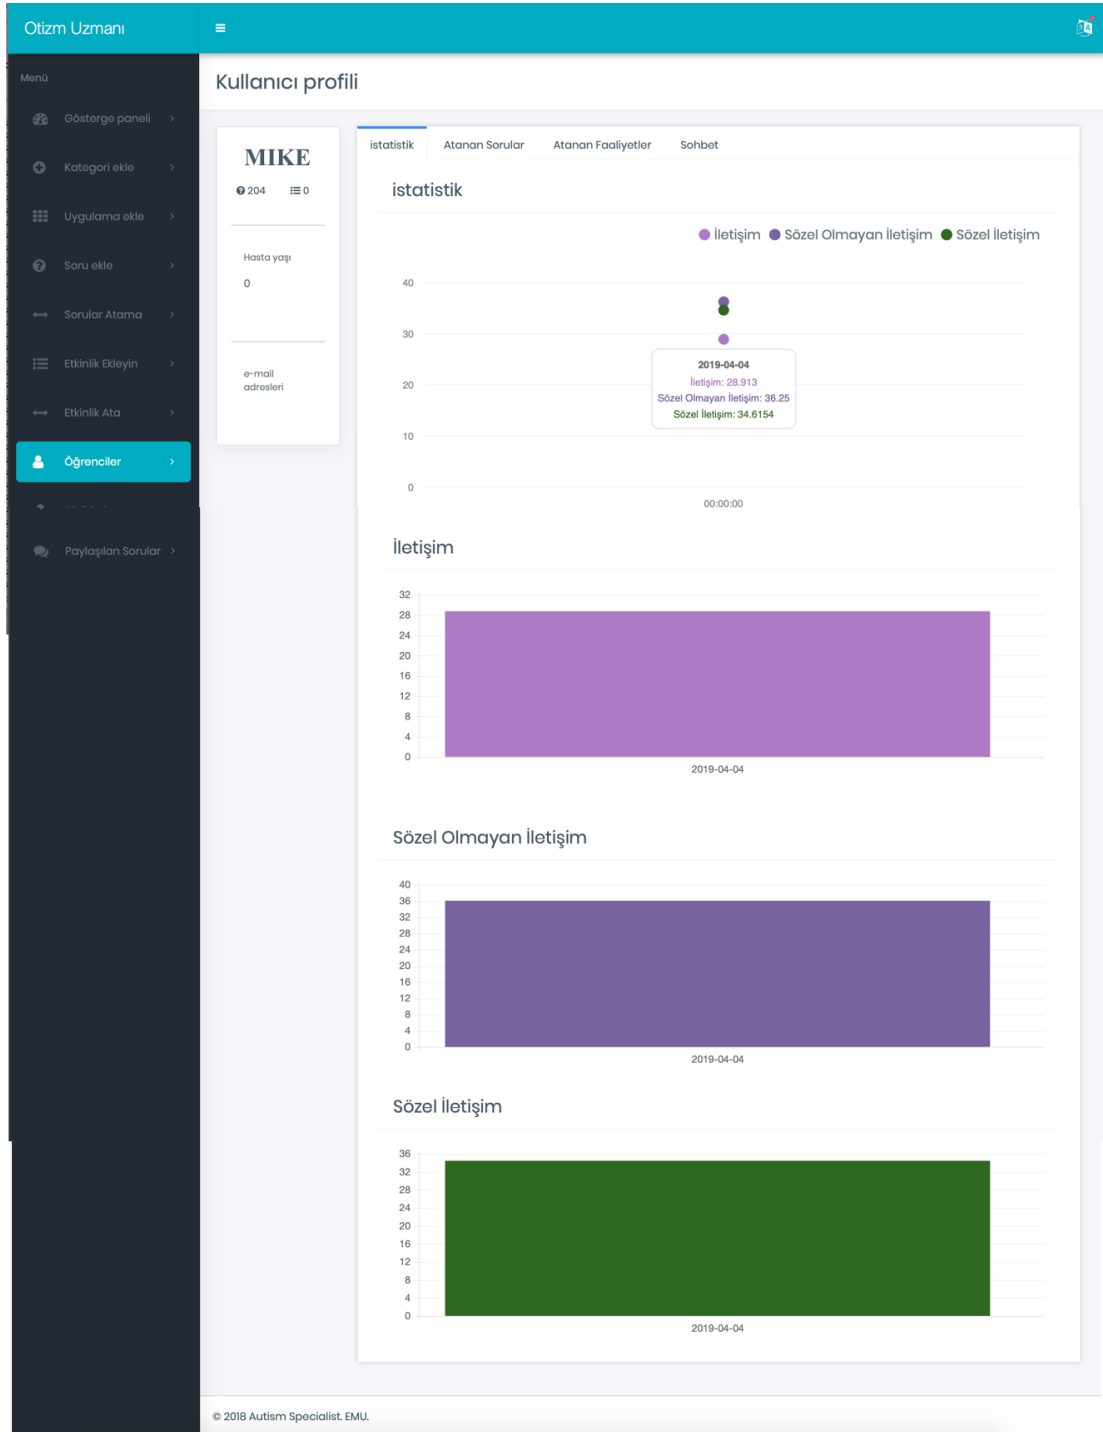 Otizm Uzmanı
Menü
Gösterge paneli
Kategori ekle
Uygulama ekle
Soru ekle
Sorular Atama
Etkinlik Ekleyin
Etkinlik Ata
Öğrenciler
Paylaşılan Sorular
Kullanıcı profili
MIKE
204 0
Hasta yaşı
0
e-mail
adresleri
istatistik Atanan Sorular Atanan Faaliyetler Sohbet
istatistik
İletişim Sözel Olmayan İletişim Sözel İletişim
40
30
20
10
0
2019-04-04
İletişim: 28.913
Sözel Olmayan İletişim: 36.25
Sözel İletişim: 34.6154
00:00:00
İletişim
32
28
24
20
16
12
8
4
0
2019-04-04
Sözel Olmayan İletişim
40
36
32
28
24
20
16
12
8
4
0
2019-04-04
Sözel İletişim
36
32
28
24
20
16
12
8
4
0
2019-04-04
© 2018 Autism Specialist. EMU.